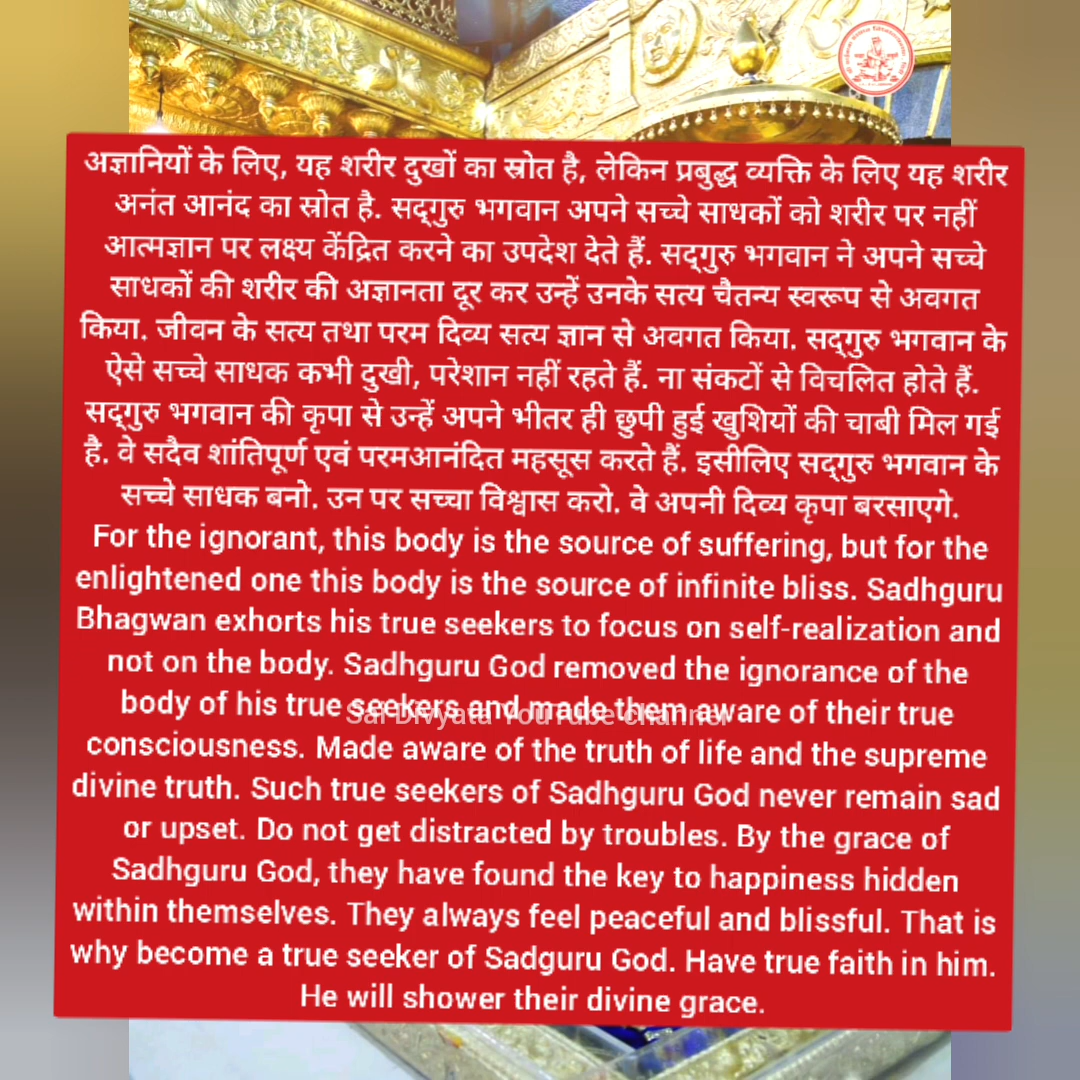 अज्ञानियों के लिए, यह शरीर दुखों का स्रोत है, लेकिन प्रबुद्ध व्यक्ति के लिए यह शरीर
अनंत आनंद का स्रोत है. सद्गुरु भगवान अपने सच्चे साधकों को शरीर पर नहीं
आत्मज्ञान पर लक्ष्य केंद्रित करने का उपदेश देते हैं. सद्गुरु भगवान ने अपने सच्चे
साधकों की शरीर की अज्ञानता दूर कर उन्हें उनके सत्य चैतन्य स्वरूप से अवगत
किया. जीवन के सत्य तथा परम दिव्य सत्य ज्ञान से अवगत किया. सद्गुरु भगवान के
ऐसे सच्चे साधक कभी दुखी, परेशान नहीं रहते हैं. ना संकटों से विचलित होते हैं.
सद्गुरु भगवान की कृपा से उन्हें अपने भीतर ही छुपी हुई खुशियों की चाबी मिल गई
है. वे सदैव शांतिपूर्ण एवं परमआनंदित महसूस करते हैं. इसीलिए सद्गुरु भगवान के
सच्चे साधक बनो. उन पर सच्चा विश्वास करो. वे अपनी दिव्य कृपा बरसाएगे.
For the ignorant, this body is the source of suffering, but for the
enlightened one this body is the source of infinite bliss. Sadhguru
Bhagwan exhorts his true seekers to focus on self-realization and
not on the body. Sadhguru God removed the ignorance of the
body of his true seekers and made them aware of their true
Sai Divyata YouTube channel
consciousness. Made aware of the truth of life and the supreme
divine truth. Such true seekers of Sadhguru God never remain sad
or upset. Do not get distracted by troubles. By the grace of
Sadhguru God, they have found the key to happiness hidden
within themselves. They always feel peaceful and blissful. That is
why become a true seeker of Sadguru God. Have true faith in him.
He will shower their divine grace.